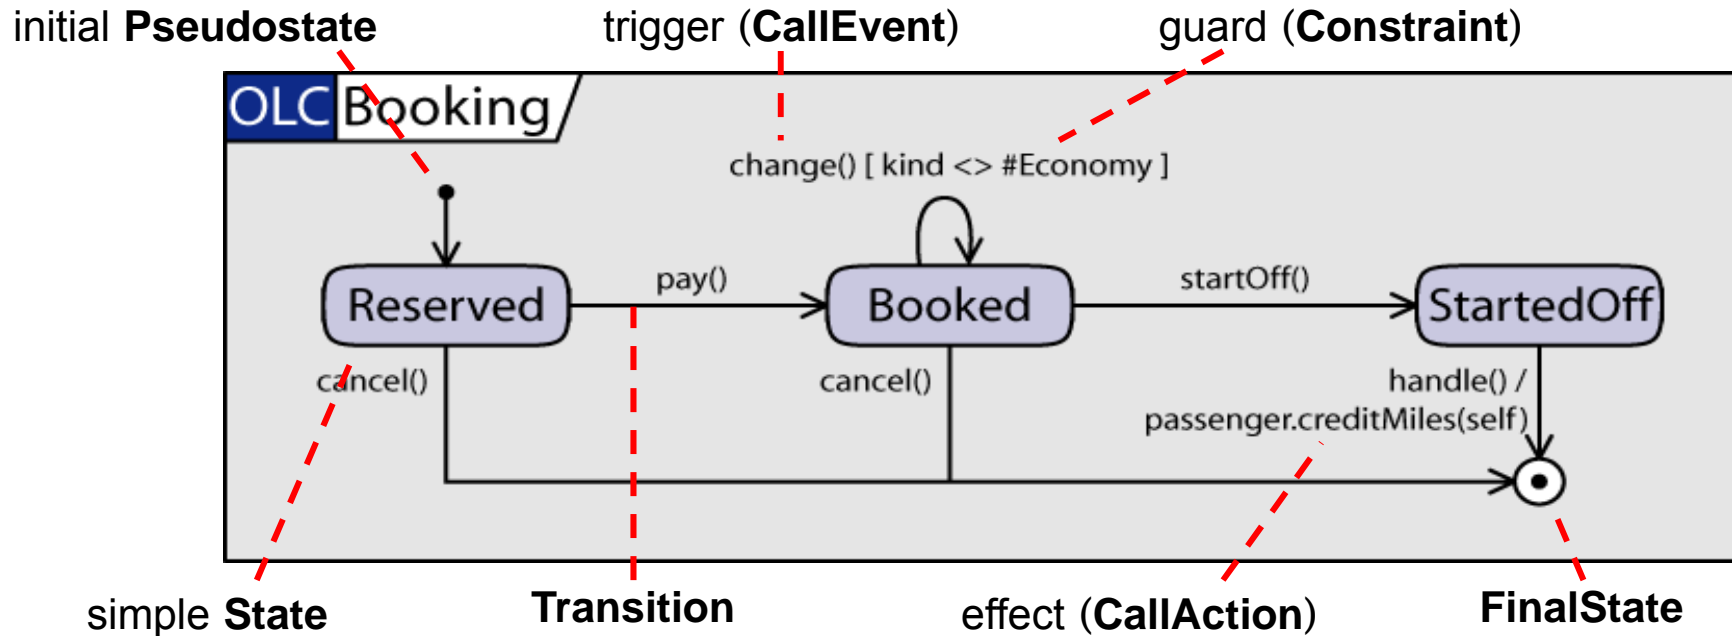 initial Pseudostate
trigger (CallEvent)
guard (Constraint)
OLC Booking
change() [ kind <> #Economy ]
Reserved
pay()
Booked
startOff()
StartedOff
cancel()
cancel()
handle() /
passenger.creditMiles(self)
simple State
Transition
effect (CallAction)
FinalState